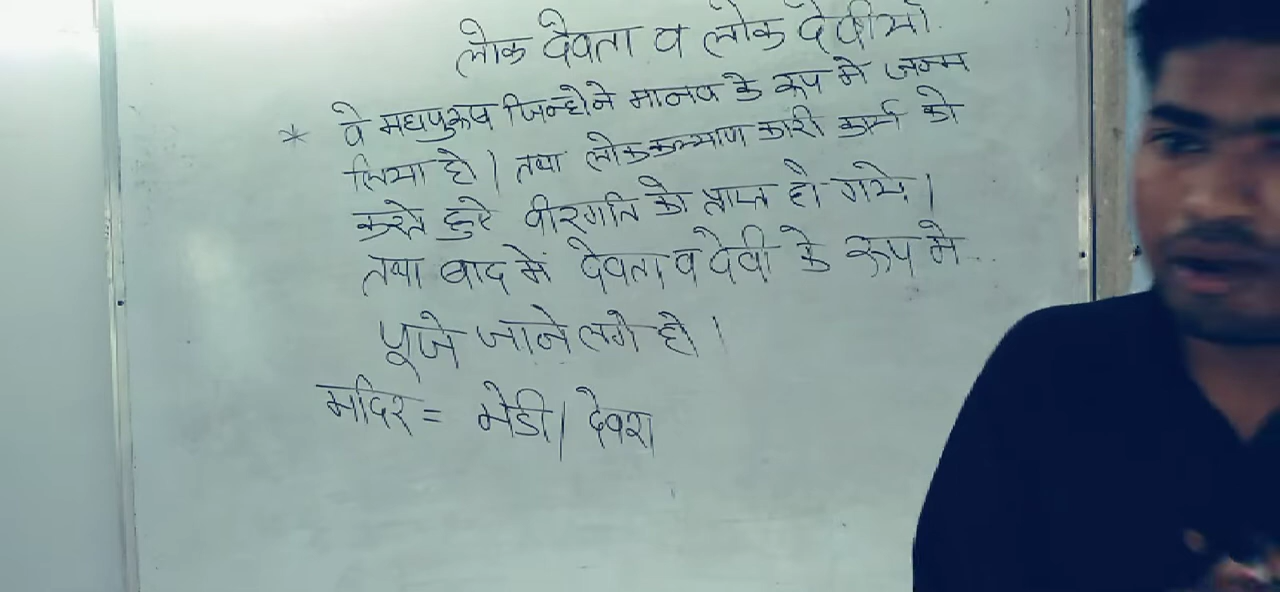 लोक देवता व लोक देवीयाँ
* वे महापुरुष जिन्होंने मानव के रूप मे जन्म
लिया हो। तथा लोककल्याण कारी कार्य को
करते हुऐ वीरगति को प्राप्त हो गये।
तथा बाद में देवता व देवी के रूप मे
पूजे जाने लगे हो।
मंदिर = मेडी/देवरा